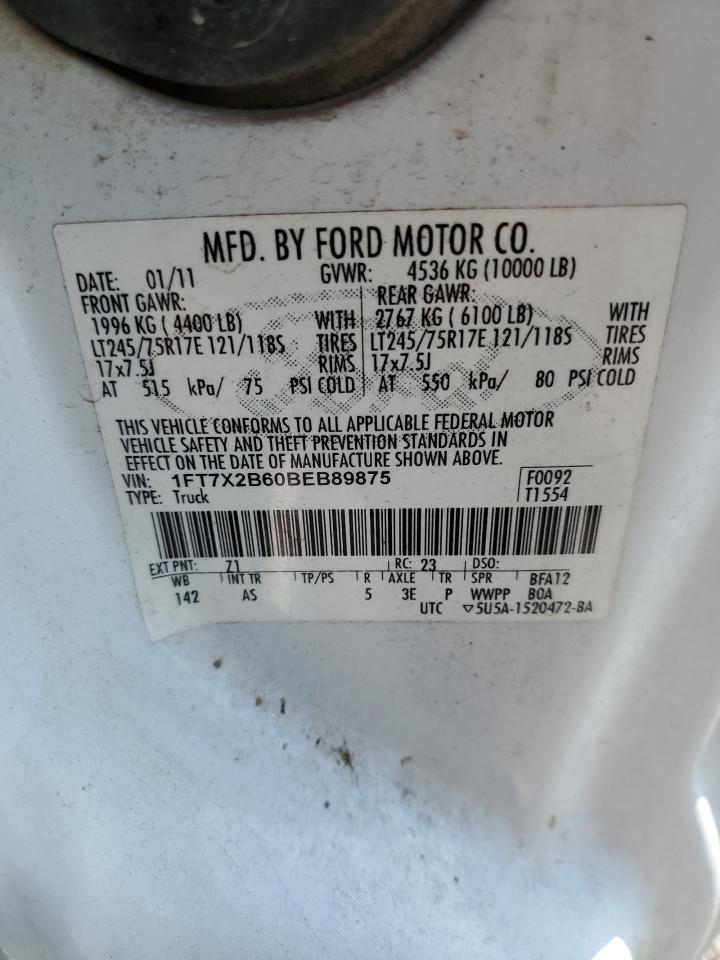 MFD. BY FORD MOTOR CO.
DATE: 01/11 GVWR: 4536 KG (10000 LB)
FRONT GAWR: REAR GAWR:
1996 KG ( 4400 LB) WITH 2767 KG ( 6100 LB) WITH
LT245/75R17E 121/118S TIRES LT245/75R17E 121/118S TIRES
17x7.5J RIMS 17x7.5J RIMS
AT 515 kPa/ 75 PSI COLD AT 550 kPa/ 80 PSI COLD
THIS VEHICLE CONFORMS TO ALL APPLICABLE FEDERAL MOTOR
VEHICLE SAFETY AND THEFT PREVENTION STANDARDS IN
EFFECT ON THE DATE OF MANUFACTURE SHOWN ABOVE.
VIN: 1FT7X2B60BEB89875 F0092
TYPE: Truck T1554
EXT PNT: Z1 RC: 23 DSO:
WB INT TR TP/PS R AXLE TR SPR BFA12
142 AS 5 3E P WWPP BOA
UTC ▽5U5A-1520472-BA